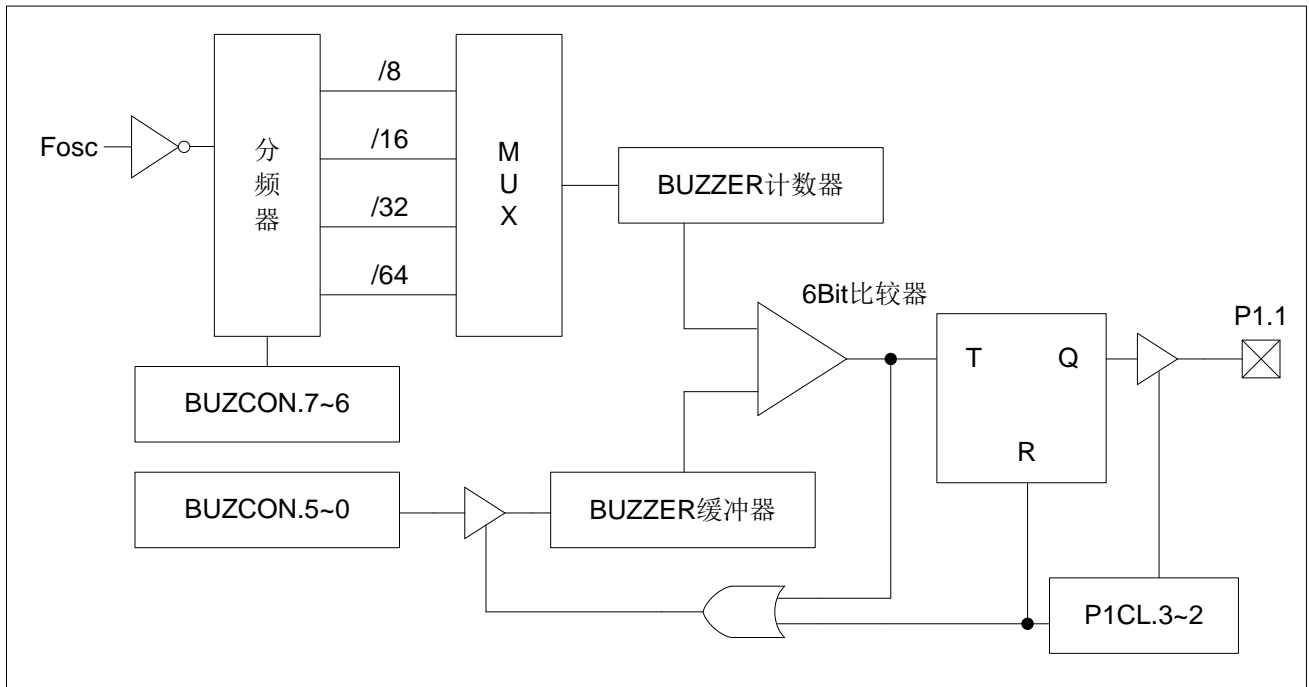 /8
Fosc
分频器
/16
/32
/64
MUX
BUZZER计数器
6Bit比较器
T
Q
R
P1.1
BUZCON.7~6
BUZCON.5~0
BUZZER缓冲器
P1CL.3~2